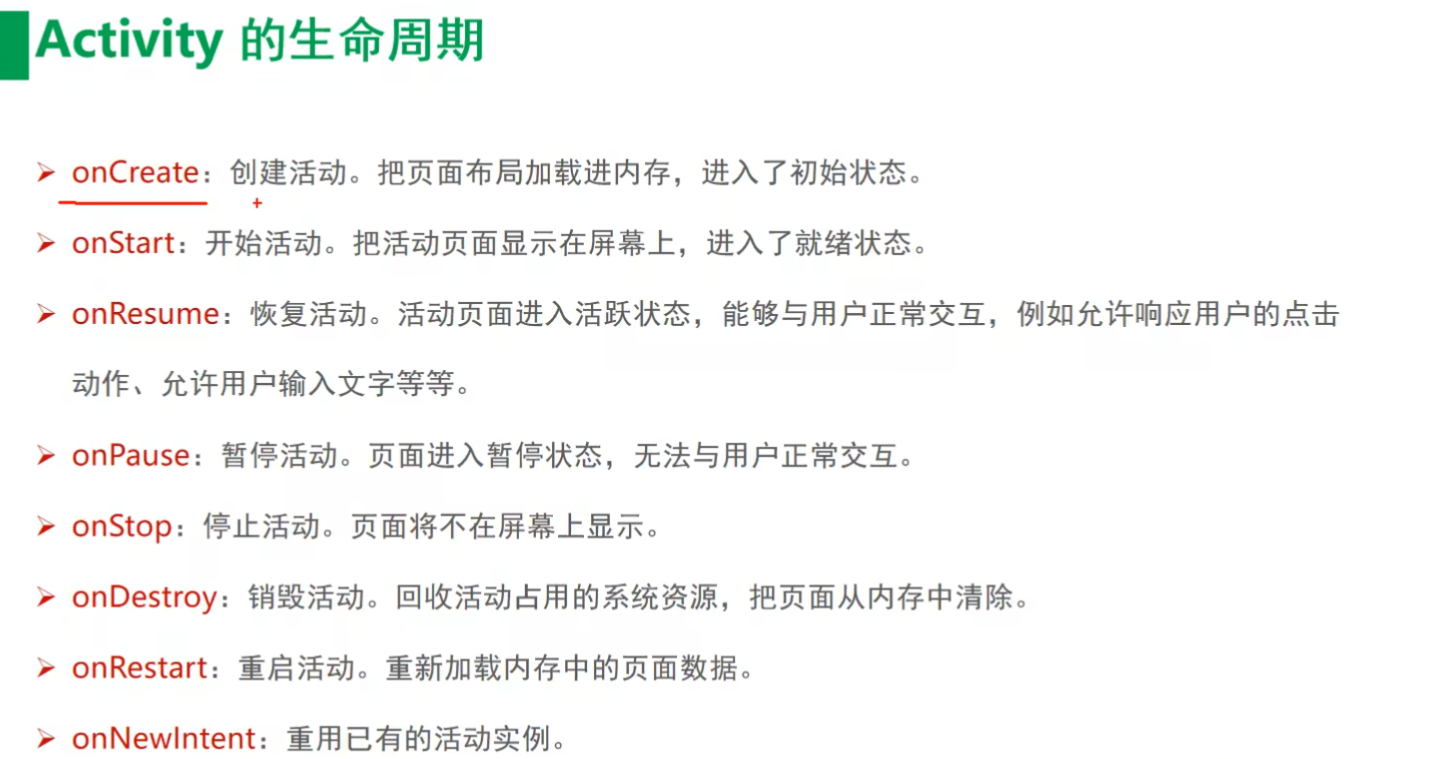 Activity 的生命周期
onCreate：创建活动。把页面布局加载进内存，进入了初始状态。
onStart：开始活动。把活动页面显示在屏幕上，进入了就绪状态。
onResume：恢复活动。活动页面进入活跃状态，能够与用户正常交互，例如允许响应用户的点击
动作、允许用户输入文字等等。
onPause：暂停活动。页面进入暂停状态，无法与用户正常交互。
onStop：停止活动。页面将不在屏幕上显示。
onDestroy：销毁活动。回收活动占用的系统资源，把页面从内存中清除。
onRestart：重启活动。重新加载内存中的页面数据。
onNewIntent：重用已有的活动实例。